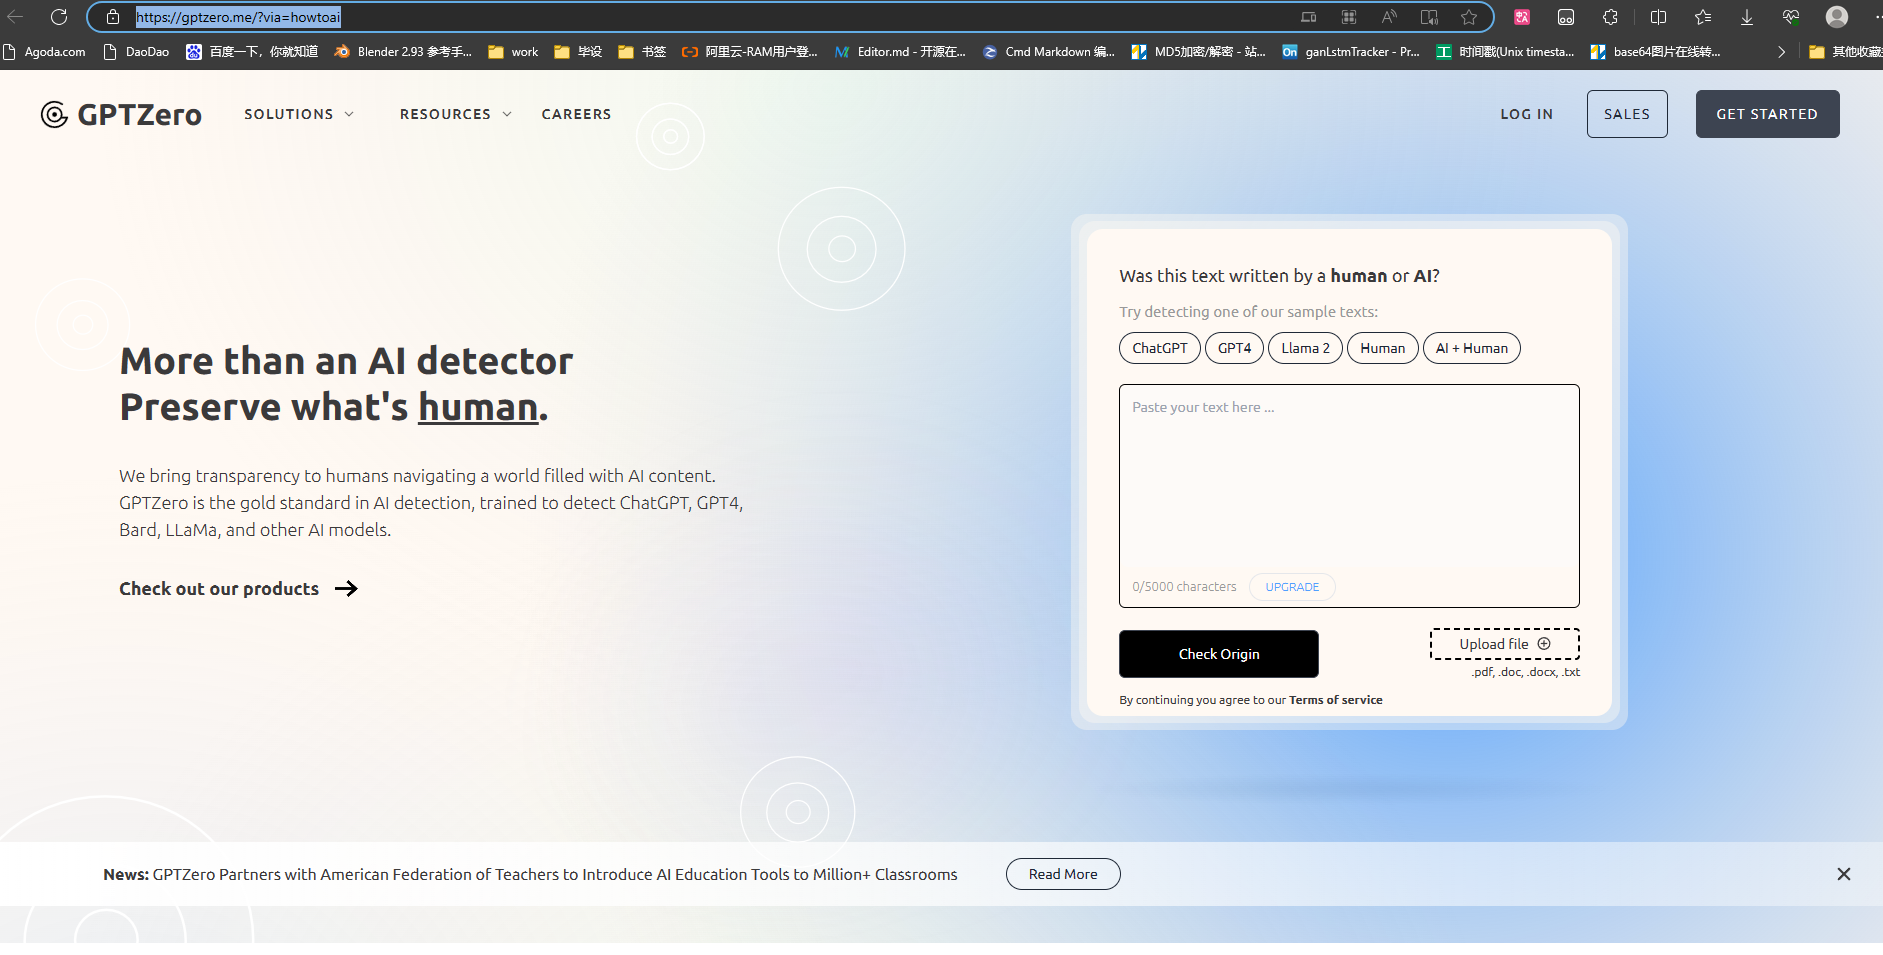 https://gptzero.me/?via=howtoai
Agoda.com DaoDao 百度一下，你就知道 Blender 2.93 参考手... work 毕设 书签 阿里云-RAM用户登... Editor.md - 开源在... Cmd Markdown 编... MD5加密/解密 - 站... ganLstmTracker - Pr... 时间戳(Unix timesta... base64图片在线转... 其他收藏
GPTZero SOLUTIONS RESOURCES CAREERS LOG IN SALES GET STARTED
More than an AI detector
Preserve what's human.
We bring transparency to humans navigating a world filled with AI content.
GPTZero is the gold standard in AI detection, trained to detect ChatGPT, GPT4,
Bard, LLaMa, and other AI models.
Check out our products
Was this text written by a human or AI?
Try detecting one of our sample texts:
ChatGPT GPT4 Llama 2 Human AI + Human
Paste your text here ...
0/5000 characters UPGRADE
Check Origin
Upload file
.pdf, .doc, .docx, .txt
By continuing you agree to our Terms of service
News: GPTZero Partners with American Federation of Teachers to Introduce AI Education Tools to Million+ Classrooms Read More